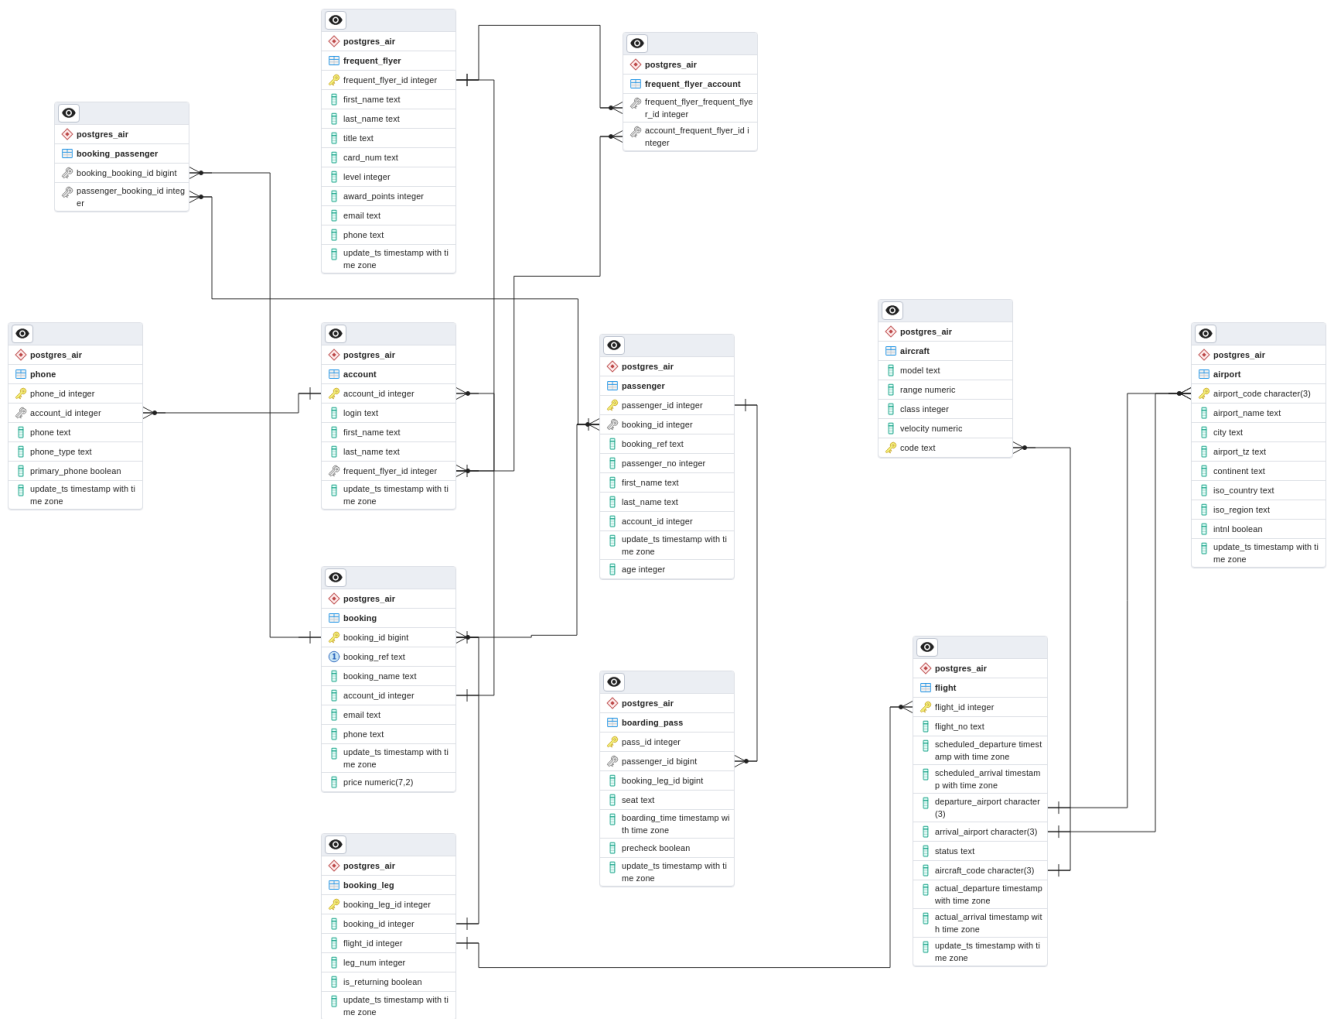 postgres_air
frequent_flyer
frequent_flyer_id integer
first_name text
last_name text
title text
card_num text
level integer
award_points integer
email text
phone text
update_ts timestamp with ti
me zone
postgres_air
frequent_flyer_account
frequent_flyer_frequent_flye
r_id integer
account_frequent_flyer_id i
nteger
postgres_air
booking_passenger
booking_booking_id bigint
passenger_booking_id integ
er
postgres_air
phone
phone_id integer
account_id integer
phone text
phone_type text
primary_phone boolean
update_ts timestamp with ti
me zone
postgres_air
account
account_id integer
login text
first_name text
last_name text
frequent_flyer_id integer
update_ts timestamp with ti
me zone
postgres_air
passenger
passenger_id integer
booking_id integer
booking_ref text
passenger_no integer
first_name text
last_name text
account_id integer
update_ts timestamp with ti
me zone
age integer
postgres_air
aircraft
model text
range numeric
class integer
velocity numeric
code text
postgres_air
airport
airport_code character(3)
airport_name text
city text
airport_tz text
continent text
iso_country text
iso_region text
intnl boolean
update_ts timestamp with ti
me zone
postgres_air
booking
booking_id bigint
1
booking_ref text
booking_name text
account_id integer
email text
phone text
update_ts timestamp with ti
me zone
price numeric(7,2)
postgres_air
boarding_pass
pass_id integer
passenger_id bigint
booking_leg_id bigint
seat text
boarding_time timestamp wi
th time zone
precheck boolean
update_ts timestamp with ti
me zone
postgres_air
flight
flight_id integer
flight_no text
scheduled_departure timest
amp with time zone
scheduled_arrival timestam
p with time zone
departure_airport character
(3)
arrival_airport character(3)
status text
aircraft_code character(3)
actual_departure timestamp
with time zone
actual_arrival timestamp wit
h time zone
update_ts timestamp with ti
me zone
postgres_air
booking_leg
booking_leg_id integer
booking_id integer
flight_id integer
leg_num integer
is_returning boolean
update_ts timestamp with ti
me zone